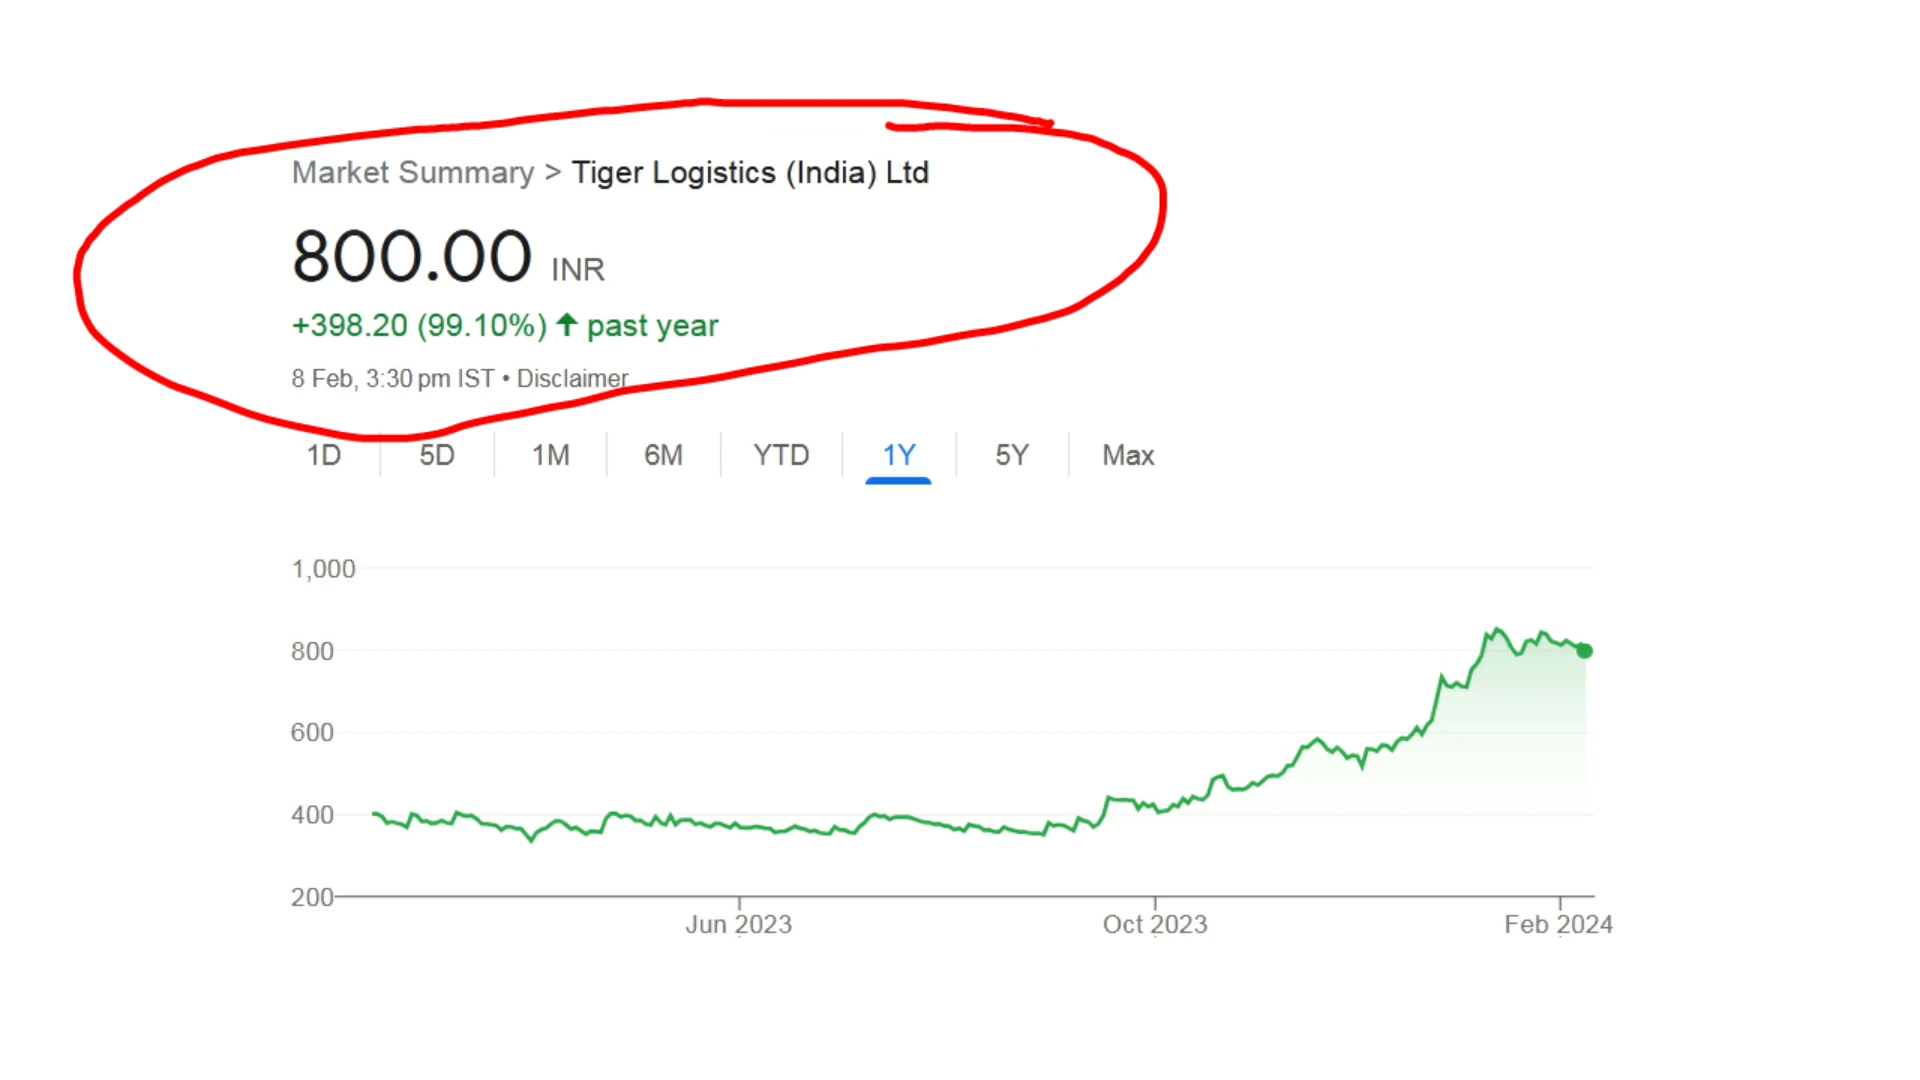 Market Summary > Tiger Logistics (India) Ltd
800.00 INR
+398.20 (99.10%) ↑ past year
8 Feb, 3:30 pm IST • Disclaimer
1D 5D 1M 6M YTD 1Y 5Y Max
1,000
800
600
400
200
Jun 2023 Oct 2023 Feb 2024